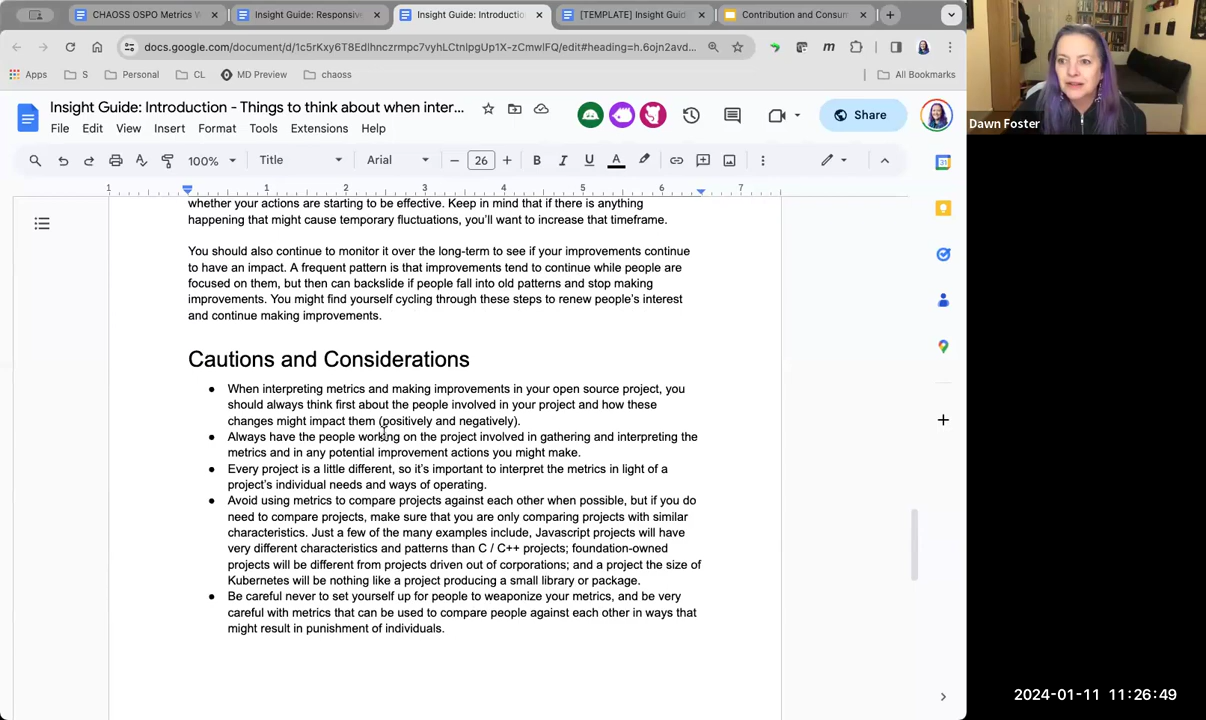 CHAOSS OSPO Metrics W
Insight Guide: Responsive
Insight Guide: Introduction
[TEMPLATE] Insight Guide
Contribution and Consum
docs.google.com/document/d/1c5rKxy6T8Edlhnczrmpc7vyhLCtnlpgUp1X-zCmwlFQ/edit#heading=h.6ojn2avd...
Apps
S
Personal
CL
MD Preview
chaoss
All Bookmarks
Insight Guide: Introduction - Things to think about when inter...
File Edit View Insert Format Tools Extensions Help
Share
100%
Title
Arial
26
B I U A
1 1 2 3 4 5 6 7
whether your actions are starting to be effective. Keep in mind that if there is anything
happening that might cause temporary fluctuations, you'll want to increase that timeframe.
You should also continue to monitor it over the long-term to see if your improvements continue
to have an impact. A frequent pattern is that improvements tend to continue while people are
focused on them, but then can backslide if people fall into old patterns and stop making
improvements. You might find yourself cycling through these steps to renew people's interest
and continue making improvements.
Cautions and Considerations
● When interpreting metrics and making improvements in your open source project, you
should always think first about the people involved in your project and how these
changes might impact them (positively and negatively).
● Always have the people working on the project involved in gathering and interpreting the
metrics and in any potential improvement actions you might make.
● Every project is a little different, so it's important to interpret the metrics in light of a
project's individual needs and ways of operating.
● Avoid using metrics to compare projects against each other when possible, but if you do
need to compare projects, make sure that you are only comparing projects with similar
characteristics. Just a few of the many examples include, Javascript projects will have
very different characteristics and patterns than C / C++ projects; foundation-owned
projects will be different from projects driven out of corporations; and a project the size of
Kubernetes will be nothing like a project producing a small library or package.
● Be careful never to set yourself up for people to weaponize your metrics, and be very
careful with metrics that can be used to compare people against each other in ways that
might result in punishment of individuals.
Dawn Foster
2024-01-11 11:26:49